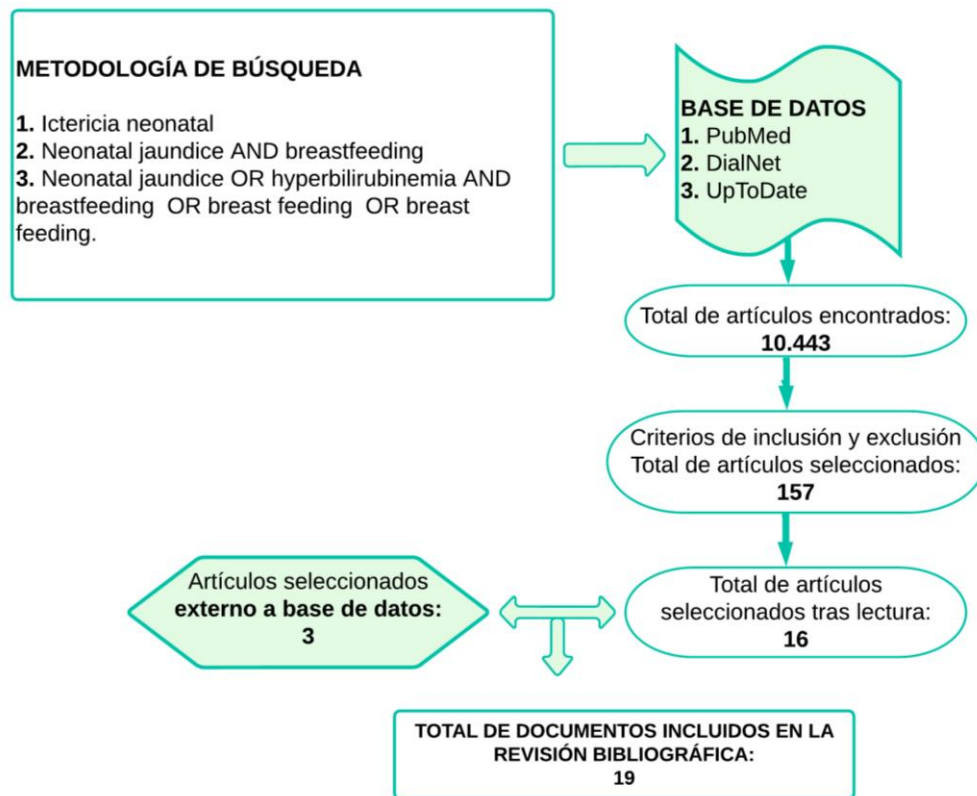 METODOLOGÍA DE BÚSQUEDA
1. Ictericia neonatal
2. Neonatal jaundice AND breastfeeding
3. Neonatal jaundice OR hyperbilirubinemia AND
breastfeeding OR breast feeding OR breast
feeding.
BASE DE DATOS
1. PubMed
2. DialNet
3. UpToDate
Total de artículos encontrados:
10.443
Criterios de inclusión y exclusión
Total de artículos seleccionados:
157
Total de artículos
seleccionados tras lectura:
16
Artículos seleccionados
externo a base de datos:
3
TOTAL DE DOCUMENTOS INCLUIDOS EN LA
REVISIÓN BIBLIOGRÁFICA:
19